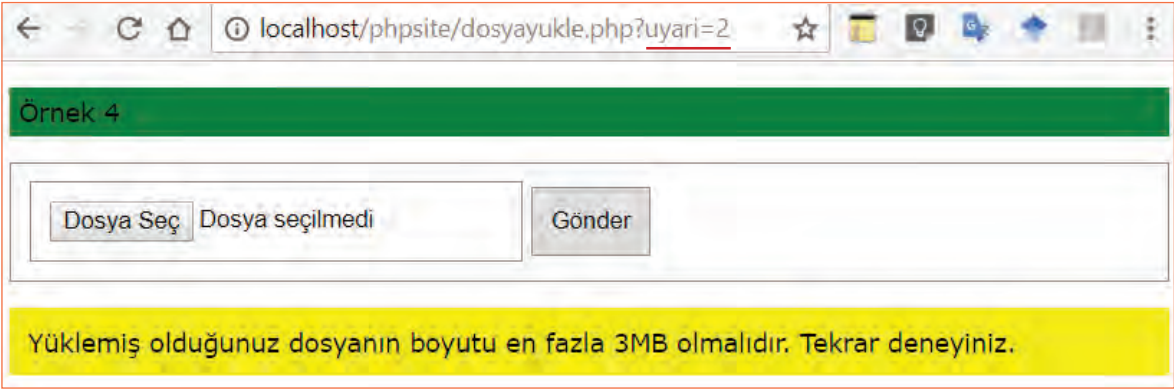 localhost/phpsite/dosyayukle.php?uyari=2
Örnek 4
Dosya Seç Dosya seçilmedi Gönder
Yüklemiş olduğunuz dosyanın boyutu en fazla 3MB olmalıdır. Tekrar deneyiniz.